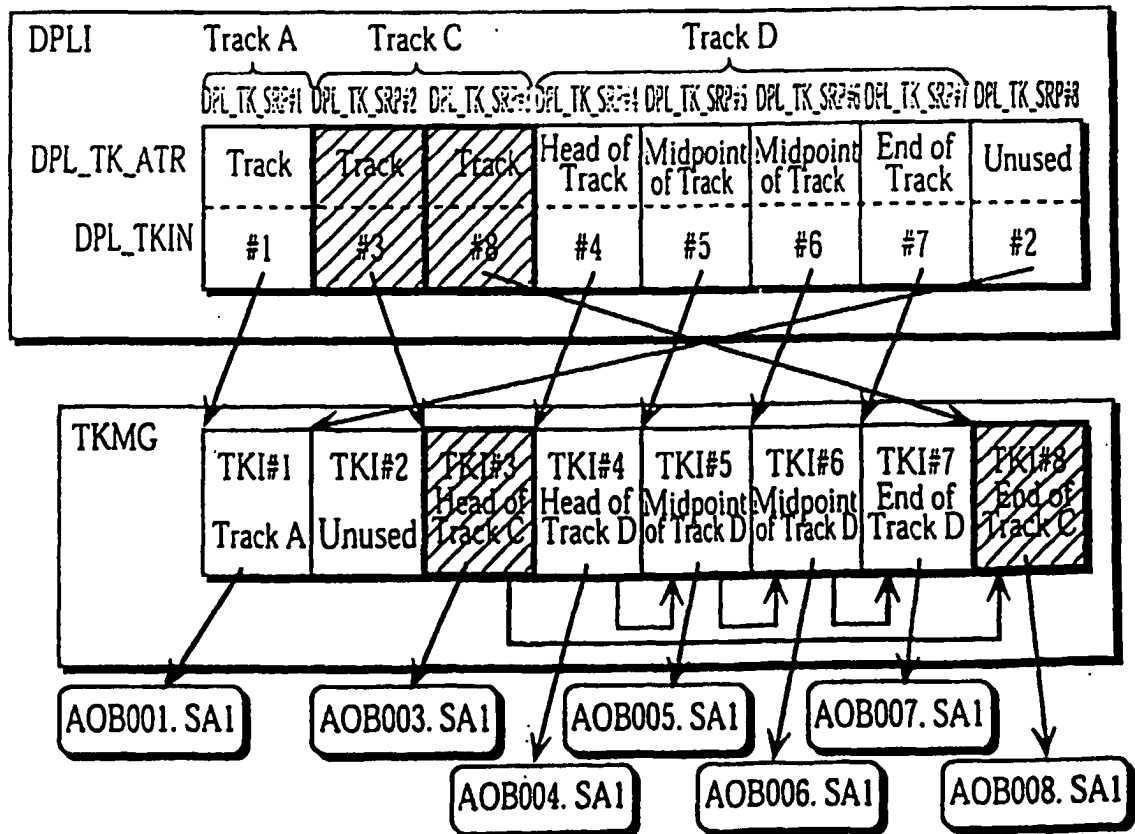 DPLI
Track A
Track C
Track D
DPL_TK_SRP#1 DPL_TK_SRP#2 DPL_TK_SRP#3 DPL_TK_SRP#4 DPL_TK_SRP#5 DPL_TK_SRP#6 DPL_TK_SRP#7 DPL_TK_SRP#8
DPL_TK_ATR
Track
Track
Track
Head of
Track
Midpoint
of Track
Midpoint
of Track
End of
Track
Unused
DPL_TKIN
#1
#3
#8
#4
#5
#6
#7
#2
TKMG
TKI#1
Track A
TKI#2
Unused
TKI#3
Head of
Track C
TKI#4
Head of
Track D
TKI#5
Midpoint
of Track D
TKI#6
Midpoint
of Track D
TKI#7
End of
Track D
TKI#8
End of
Track C
AOB001. SA1
AOB003. SA1
AOB005. SA1
AOB007. SA1
AOB004. SA1
AOB006. SA1
AOB008. SA1